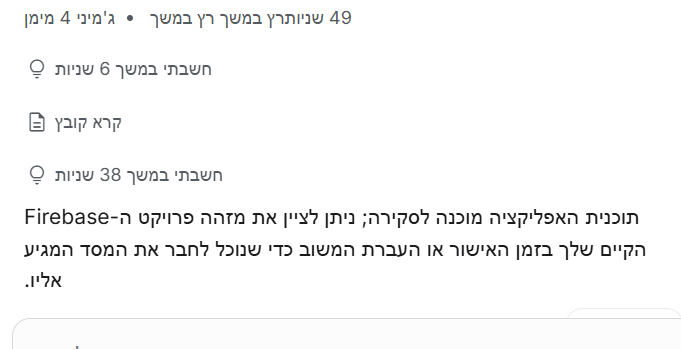 49 שניותרץ במשך רץ במשך • ג'מיני 4 מימן
חשבתי במשך 6 שניות
קרא קובץ
חשבתי במשך 38 שניות
תוכנית האפליקציה מוכנה לסקירה; ניתן לציין את מזהה פרויקט ה-Firebase
הקיים שלך בזמן האישור או העברת המשוב כדי שנוכל לחבר את המסד המגיע
אליו.